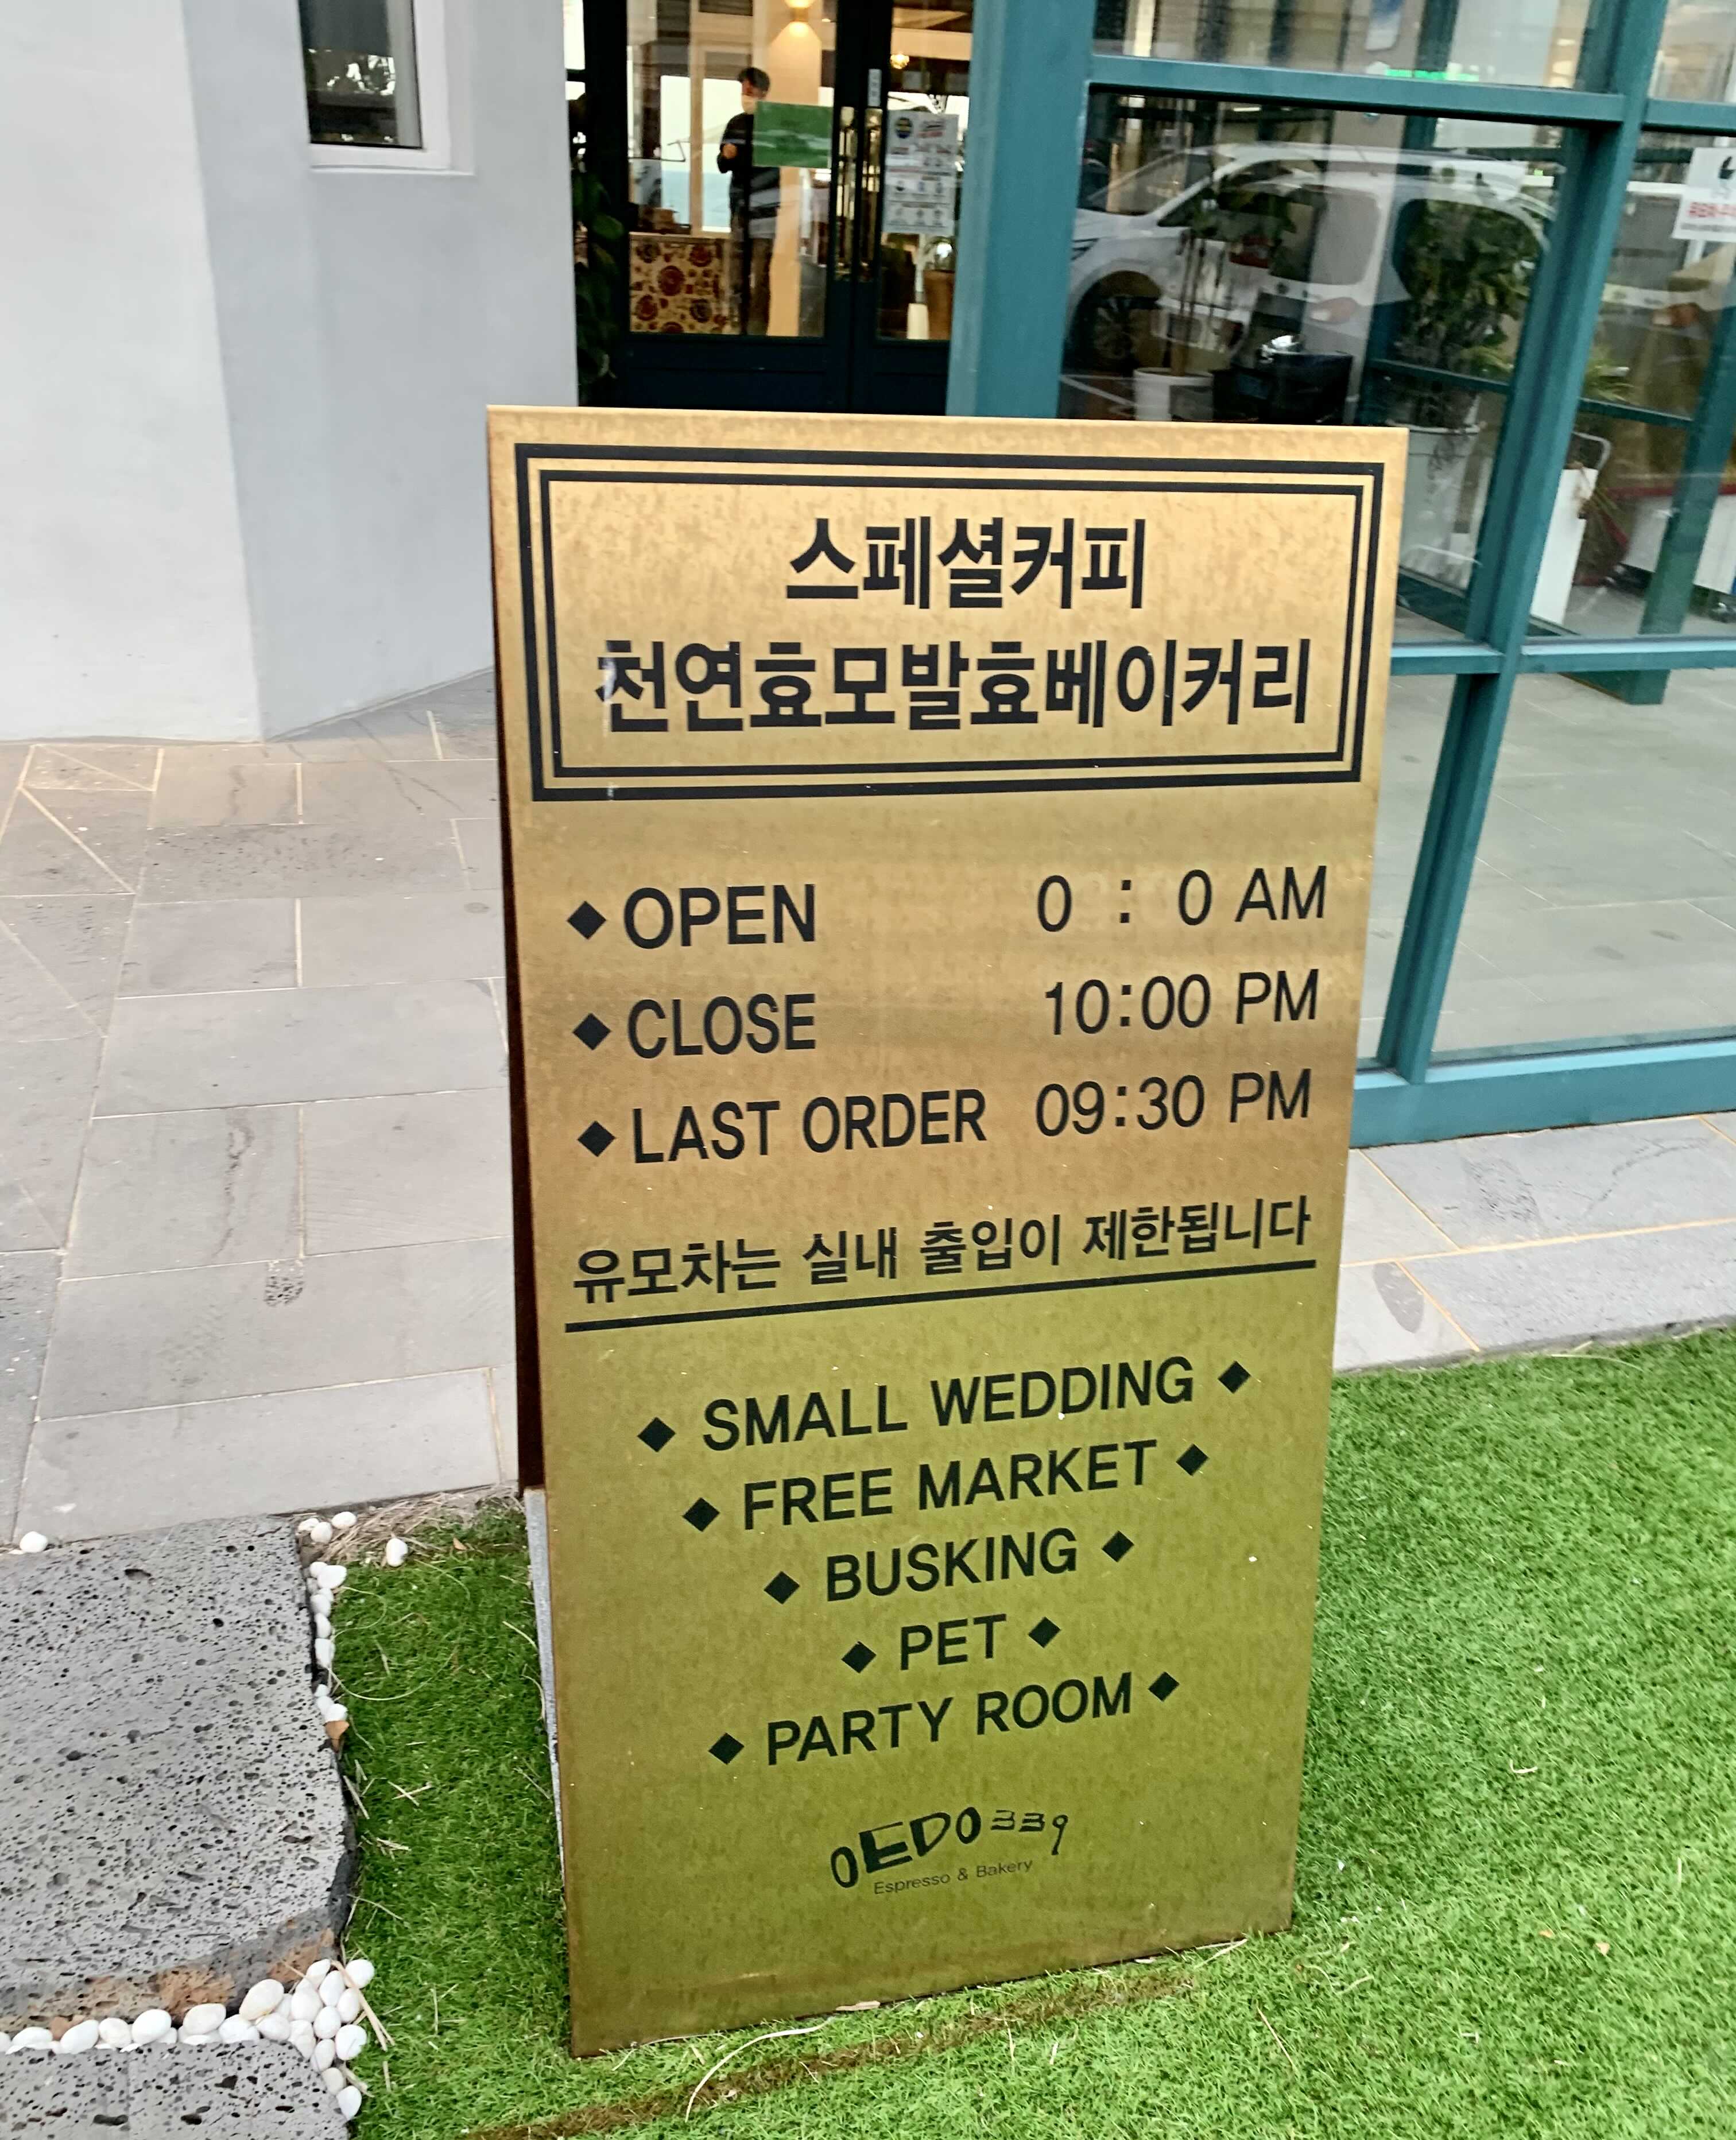 스페셜커피
천연효모발효베이커리
◆ OPEN 0 : 0 AM
◆ CLOSE 10:00 PM
◆ LAST ORDER 09:30 PM
유모차는 실내 출입이 제한됩니다
◆ SMALL WEDDING ◆
◆ FREE MARKET ◆
◆ BUSKING ◆
◆ PET ◆
◆ PARTY ROOM ◆
OEDO 339
Espresso & Bakery